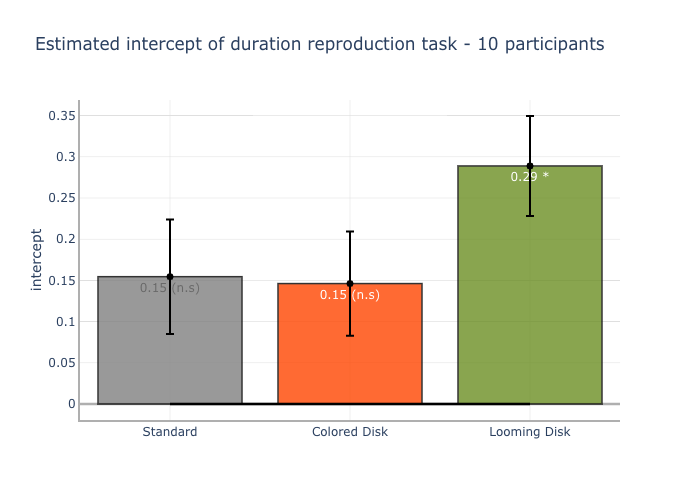 Estimated intercept of duration reproduction task - 10 participants
0.35
0.3
0.25
0.2
0.15
0.1
0.05
0
intercept
0.15 (n.s)
0.15 (n.s)
0.29 *
Standard
Colored Disk
Looming Disk